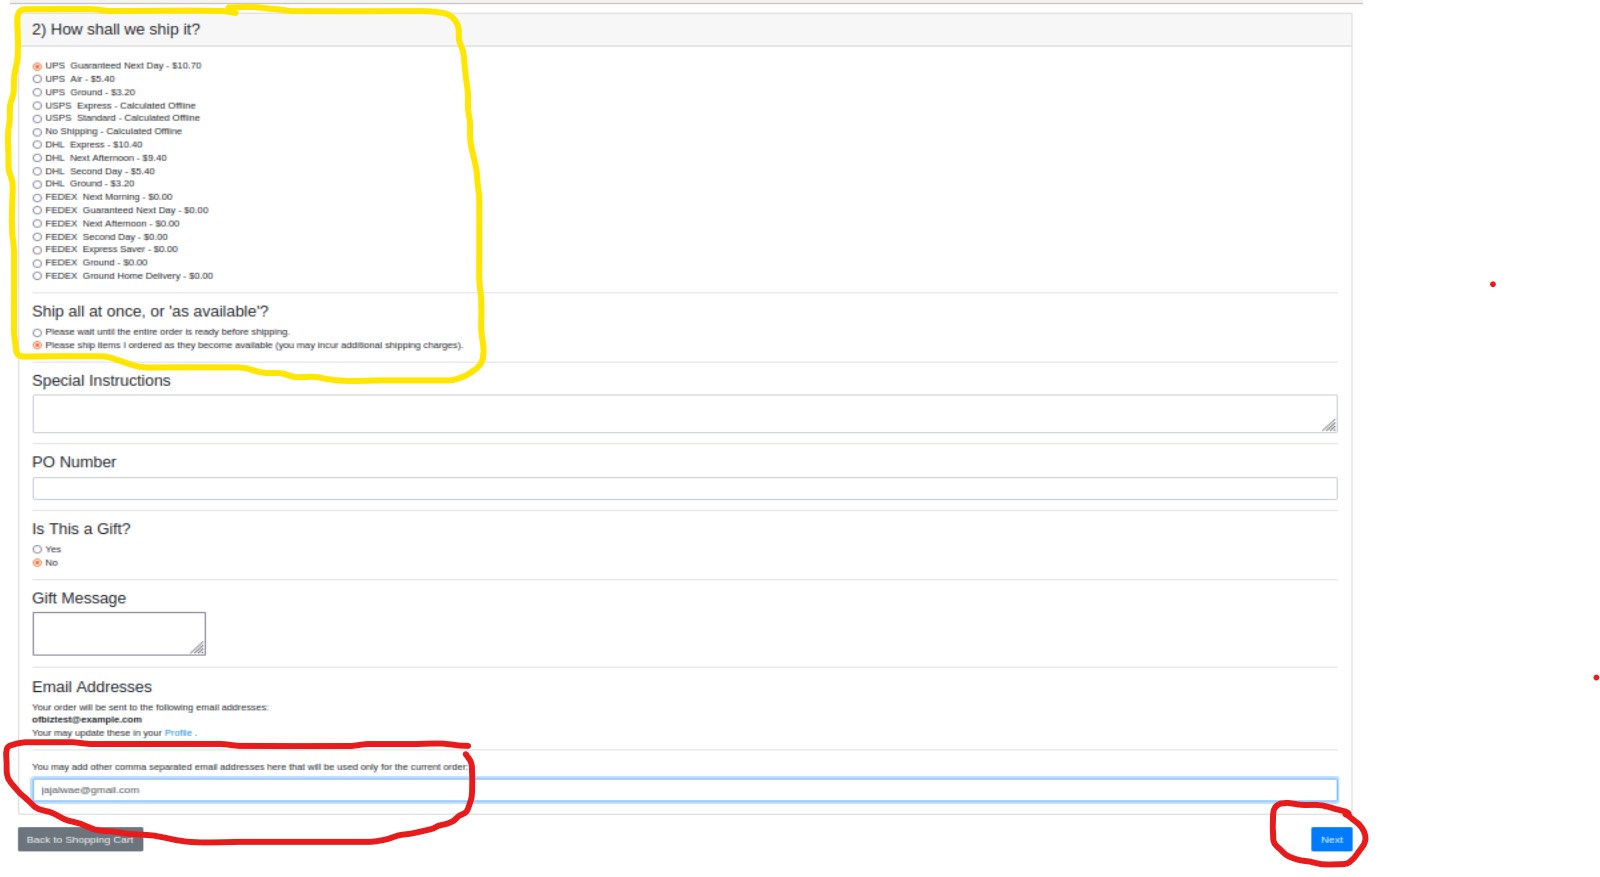 2) How shall we ship it?
UPS Guaranteed Next Day - $10.70
UPS Air - $5.40
UPS Ground - $3.20
USPS Express - Calculated Offline
USPS Standard - Calculated Offline
No Shipping - Calculated Offline
DHL Express - $10.40
DHL Next Afternoon - $9.40
DHL Second Day - $5.40
DHL Ground - $3.20
FEDEX Next Morning - $0.00
FEDEX Guaranteed Next Day - $0.00
FEDEX Next Afternoon - $0.00
FEDEX Second Day - $0.00
FEDEX Express Saver - $0.00
FEDEX Ground - $0.00
FEDEX Ground Home Delivery - $0.00
Ship all at once, or 'as available'?
Please wait until the entire order is ready before shipping.
Please ship items I ordered as they become available (you may incur additional shipping charges).
Special Instructions
PO Number
Is This a Gift?
Yes
No
Gift Message
Email Addresses
Your order will be sent to the following email addresses:
ofbiztest@example.com
Your may update these in your Profile .
You may add other comma separated email addresses here that will be used only for the current order:
jajalwae@gmail.com
Back to Shopping Cart
Next